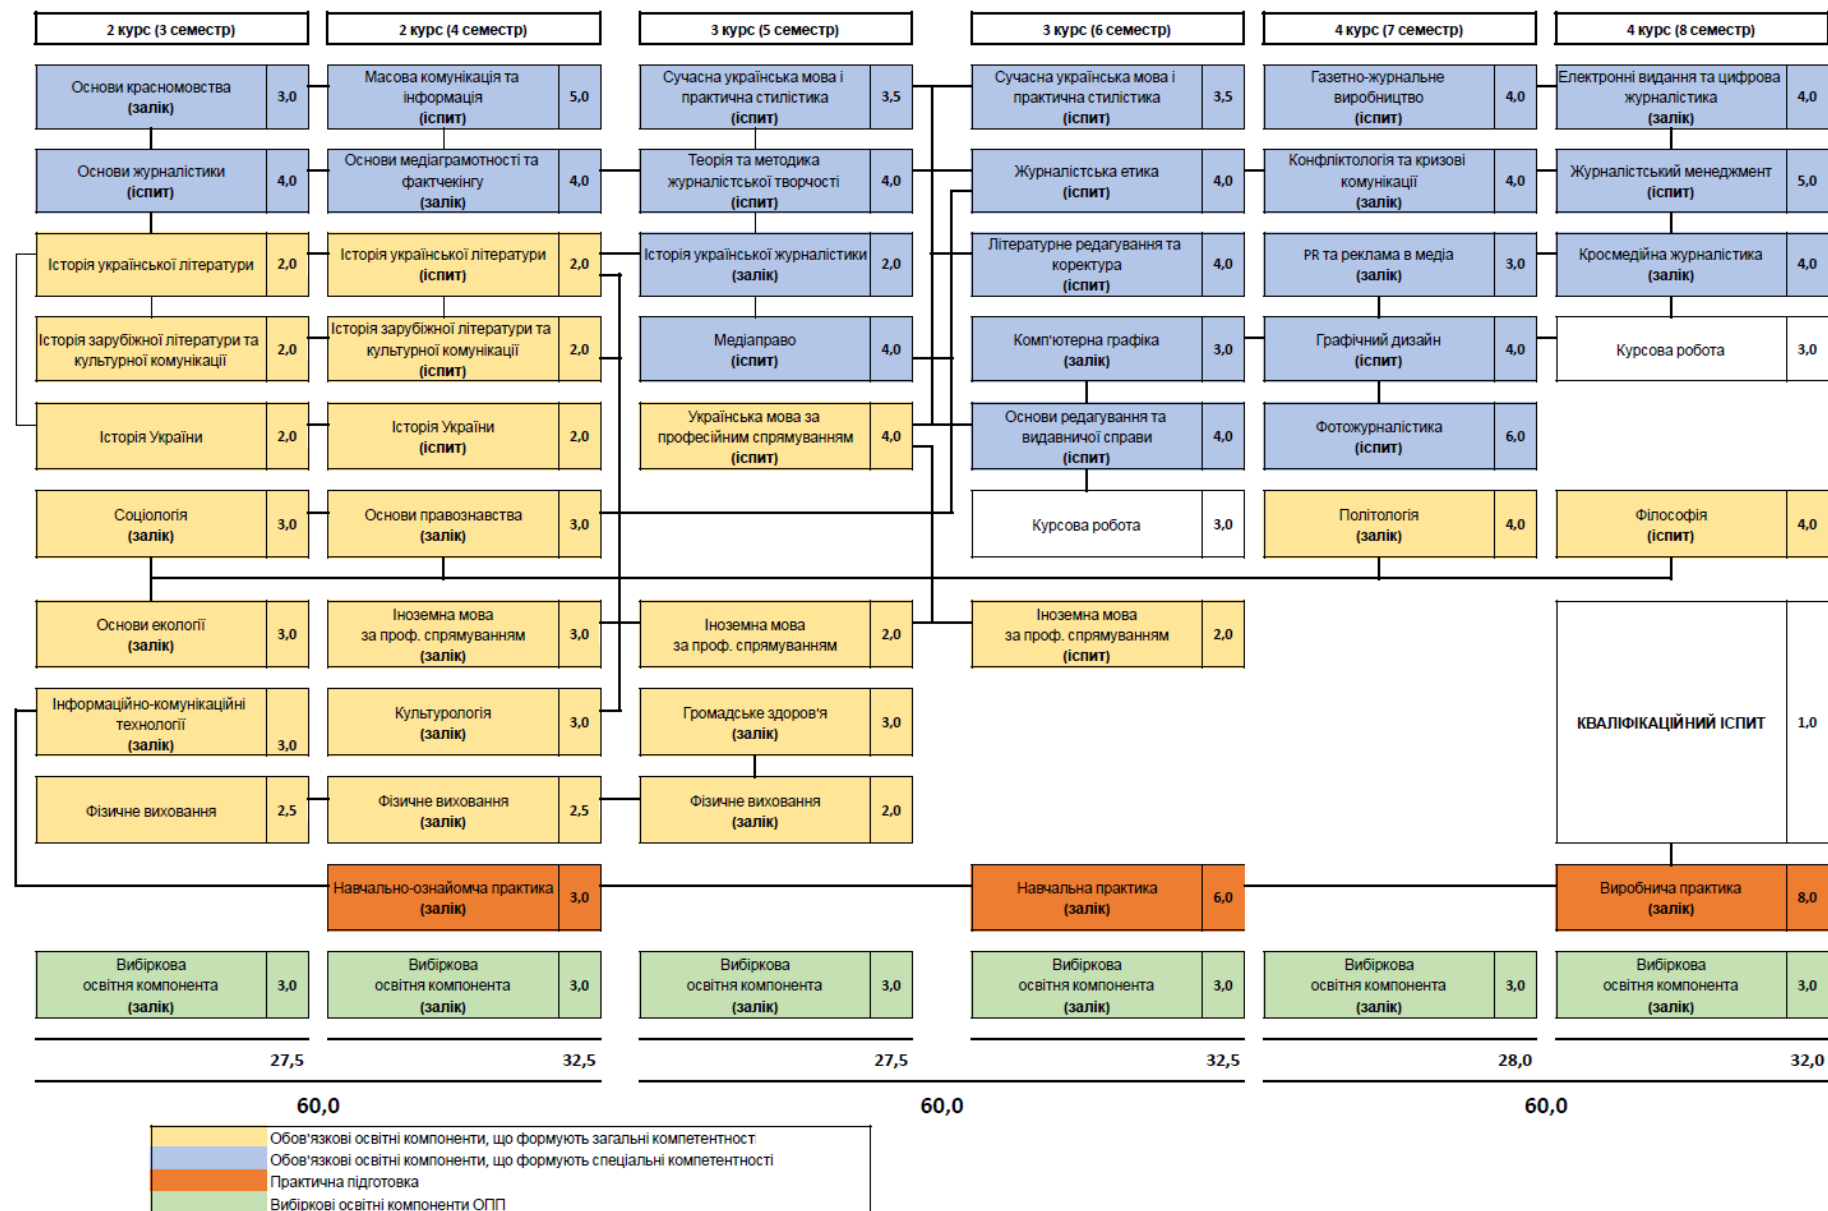 2 курс (3 семестр)
2 курс (4 семестр)
3 курс (5 семестр)
3 курс (6 семестр)
4 курс (7 семестр)
4 курс (8 семестр)
Основи красномовства
(залік)
3,0
Масова комунікація та
інформація
(іспит)
5,0
Сучасна українська мова і
практична стилістика
(іспит)
3,5
Сучасна українська мова і
практична стилістика
(іспит)
3,5
Газетно-журнальне
виробництво
(іспит)
4,0
Електронні видання та цифрова
журналістика
(залік)
4,0
Основи журналістики
(іспит)
4,0
Основи медіаграмотності та
фактчекінгу
(залік)
4,0
Теорія та методика
журналістської творчості
(іспит)
4,0
Журналістська етика
(іспит)
4,0
Конфліктологія та кризові
комунікації
(залік)
4,0
Журналістський менеджмент
(іспит)
5,0
Історія української літератури
2,0
Історія української літератури
(іспит)
2,0
Історія української журналістики
(залік)
2,0
Літературне редагування та
коректура
(іспит)
4,0
PR та реклама в медіа
(залік)
3,0
Кросмедійна журналістика
(залік)
4,0
Історія зарубіжної літератури та
культурної комунікації
2,0
Історія зарубіжної літератури та
культурної комунікації
(іспит)
2,0
Медіаправо
(іспит)
4,0
Комп'ютерна графіка
(залік)
3,0
Графічний дизайн
(іспит)
4,0
Курсова робота
3,0
Історія України
2,0
Історія України
(іспит)
2,0
Українська мова за
професійним спрямуванням
(іспит)
4,0
Основи редагування та
видавничої справи
(іспит)
4,0
Фотожурналістика
(іспит)
6,0
Соціологія
(залік)
3,0
Основи правознавства
(залік)
3,0
Курсова робота
3,0
Політологія
(залік)
4,0
Філософія
(іспит)
4,0
Основи екології
(залік)
3,0
Іноземна мова
за проф. спрямуванням
(залік)
3,0
Іноземна мова
за проф. спрямуванням
2,0
Іноземна мова
за проф. спрямуванням
(іспит)
2,0
Інформаційно-комунікаційні
технології
(залік)
3,0
Культурологія
(залік)
3,0
Громадське здоров'я
(залік)
3,0
КВАЛІФІКАЦІЙНИЙ ІСПИТ
1,0
Фізичне виховання
2,5
Фізичне виховання
(залік)
2,5
Фізичне виховання
(залік)
2,0
Навчально-ознайомча практика
(залік)
3,0
Навчальна практика
(залік)
6,0
Виробнича практика
(залік)
8,0
Вибіркова
освітня компонента
(залік)
3,0
Вибіркова
освітня компонента
(залік)
3,0
Вибіркова
освітня компонента
(залік)
3,0
Вибіркова
освітня компонента
(залік)
3,0
Вибіркова
освітня компонента
(залік)
3,0
Вибіркова
освітня компонента
(залік)
3,0
27,5
32,5
27,5
32,5
28,0
32,0
60,0
60,0
60,0
Обов'язкові освітні компоненти, що формують загальні компетентності
Обов'язкові освітні компоненти, що формують спеціальні компетентності
Практична підготовка
Вибіркові освітні компоненти ОПП